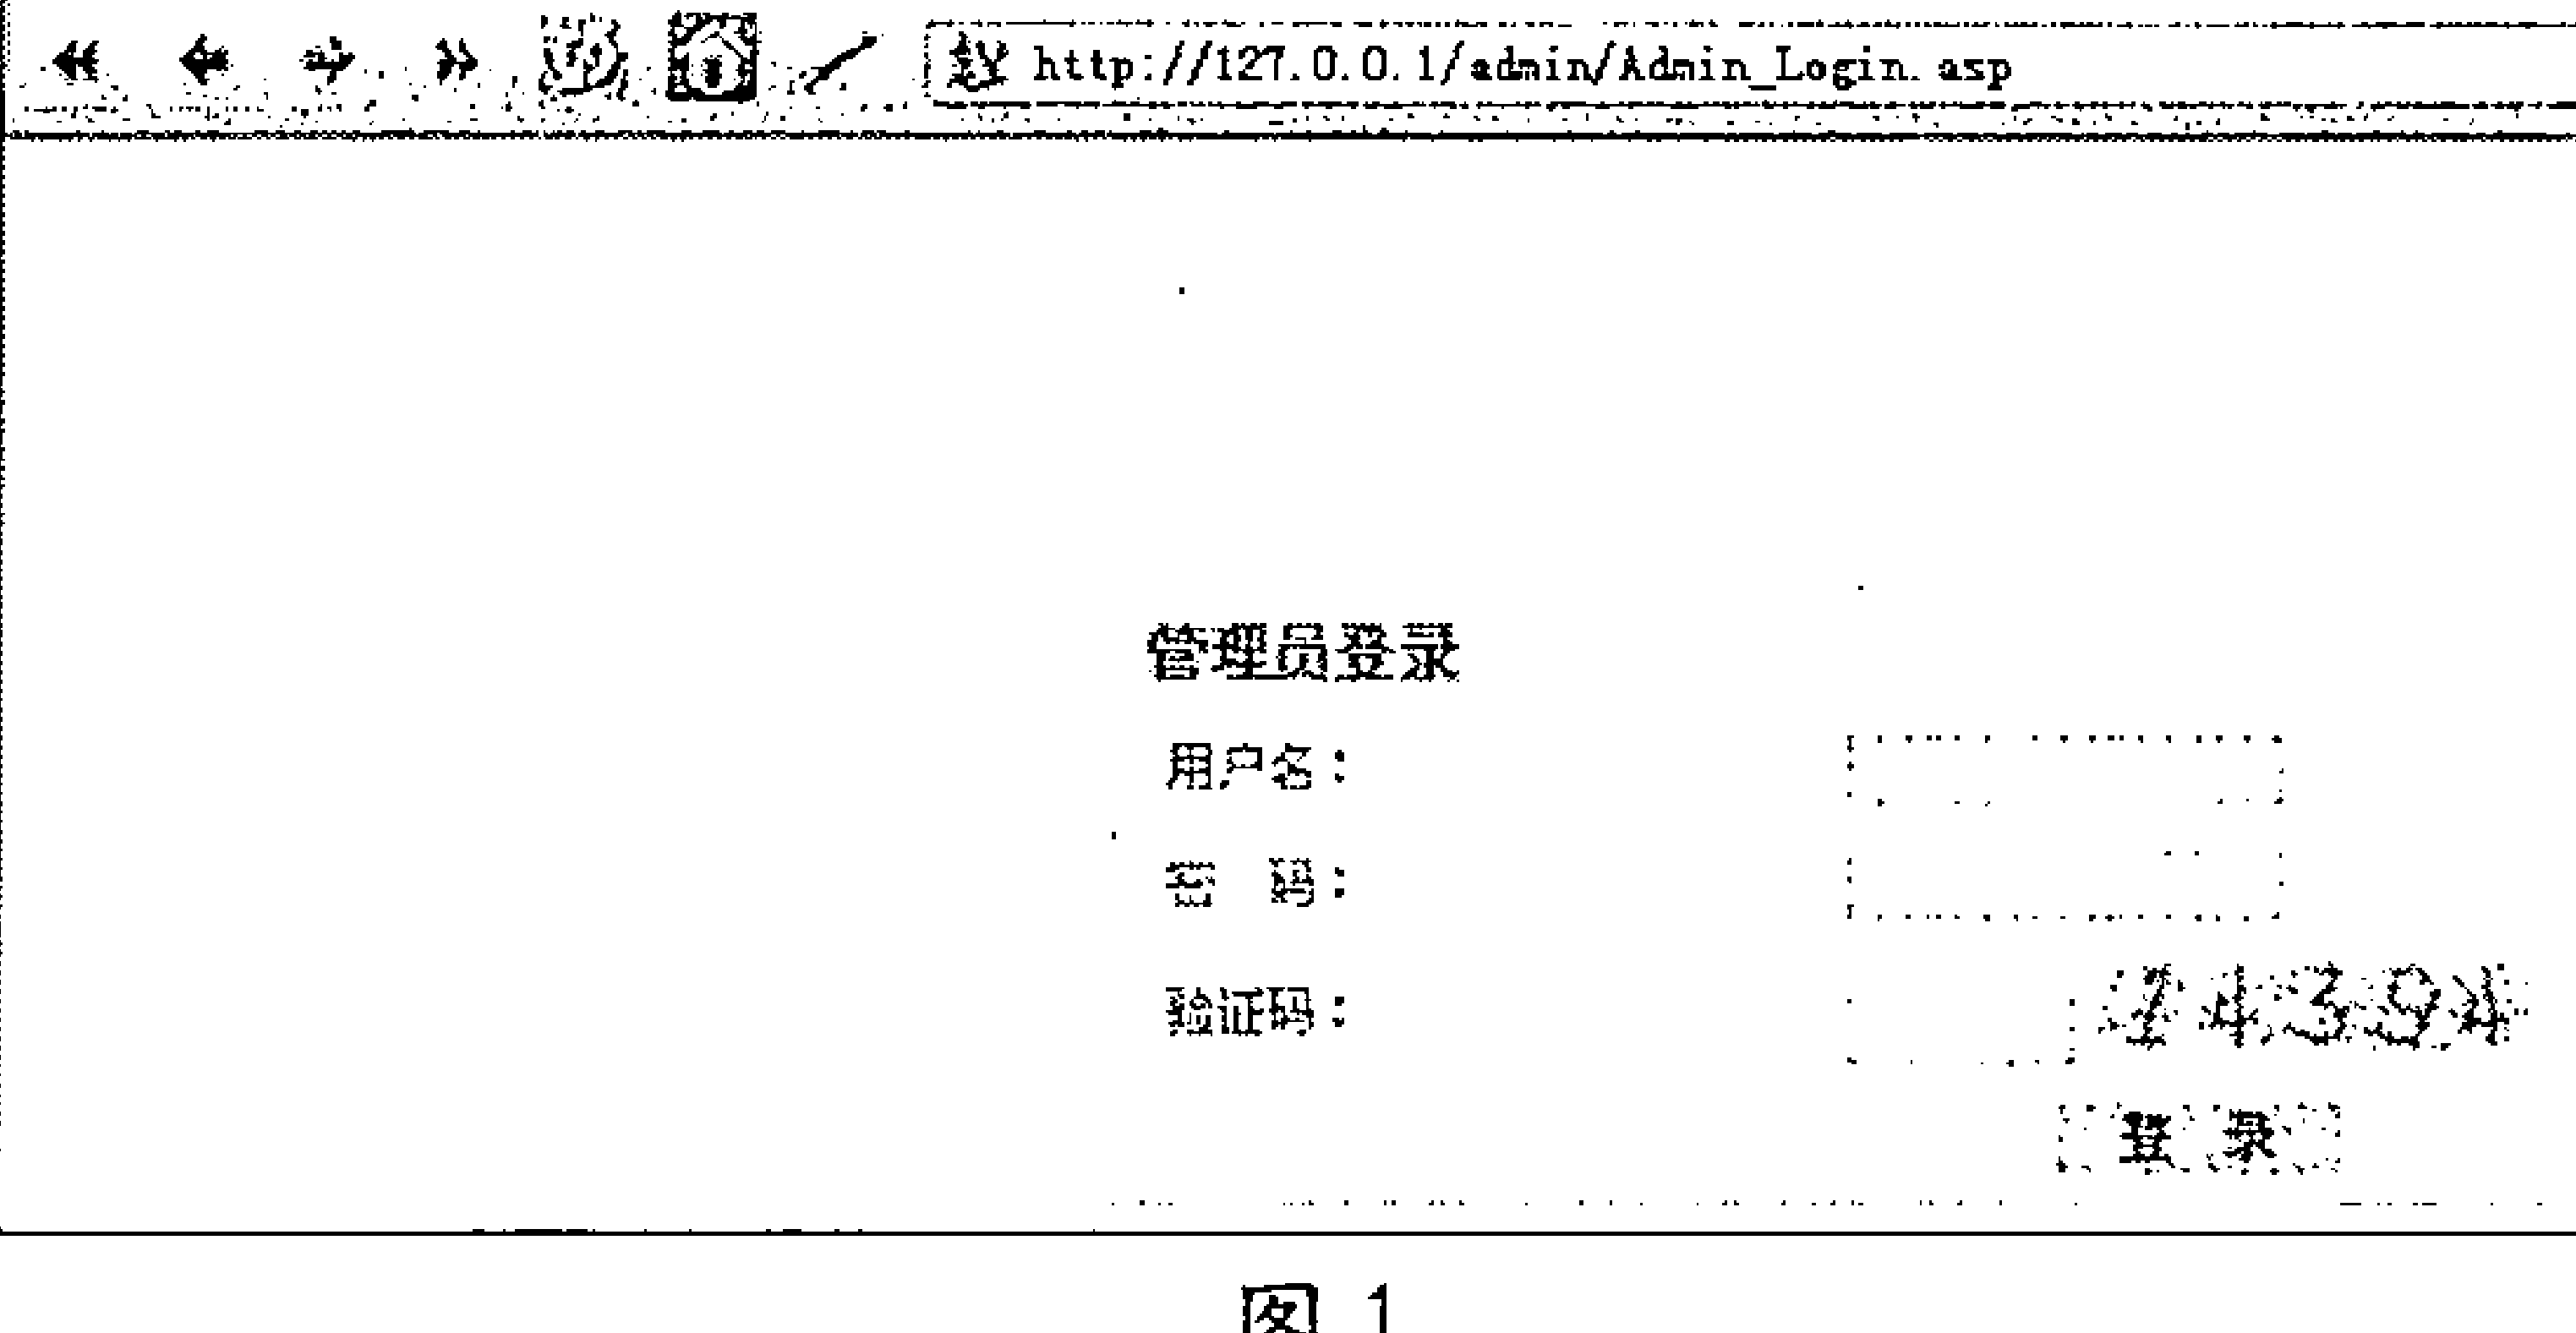 http://127.0.0.1/admin/Admin_Login.asp
管理员登录
用户名：
密 码：
验证码： 14394
登 录
图 1